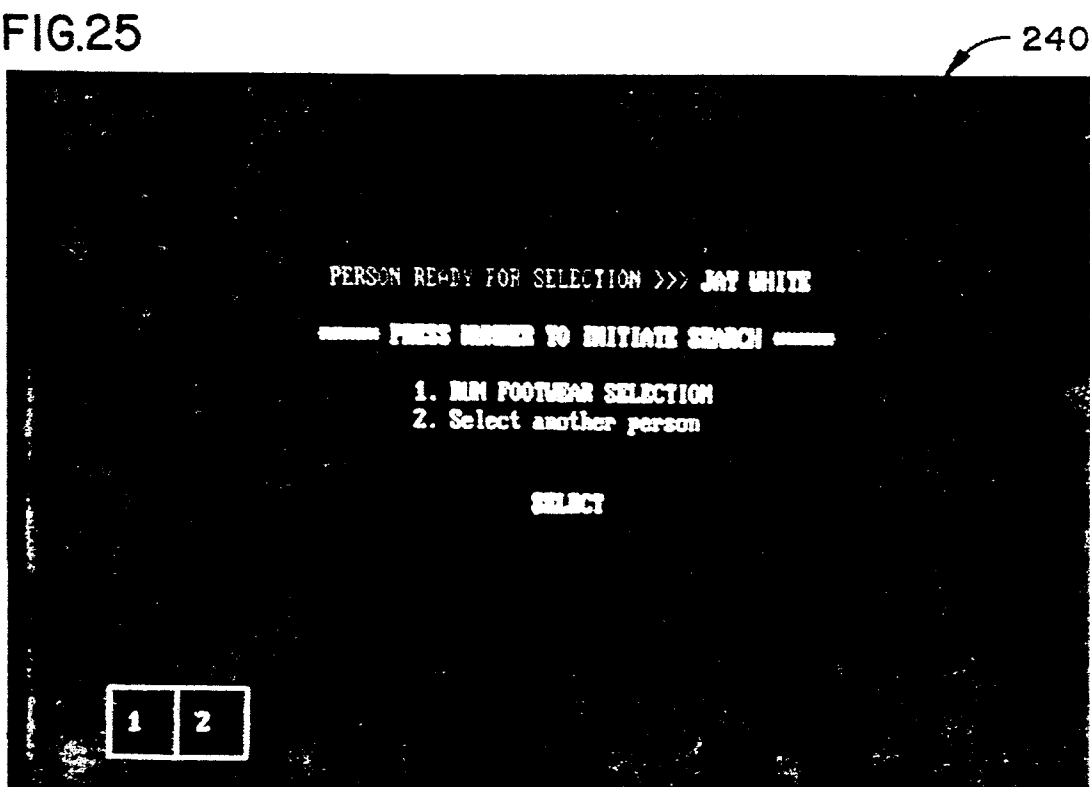 FIG.25
240
PERSON READY FOR SELECTION >>> JAY WHITE
PRESS NUMBER TO INITIATE SEARCH
1. RUN FOOTWEAR SELECTION
2. Select another person
SELECT
1 2